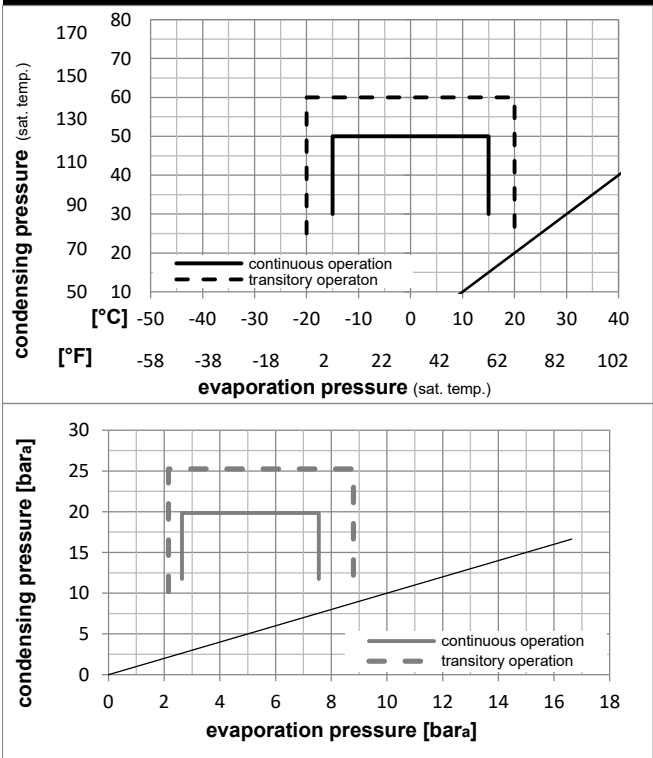 condensing pressure (sat. temp.)
170 80
70
150 60
130 50
110 40
90 30
70 20
50 10
continuous operation
transitory operaton
[°C] -50 -40 -30 -20 -10 0 10 20 30 40
[°F] -58 -38 -18 2 22 42 62 82 102
evaporation pressure (sat. temp.)
condensing pressure [bara]
30
25
20
15
10
5
0
continuous operation
transitory operation
0 2 4 6 8 10 12 14 16 18
evaporation pressure [bara]